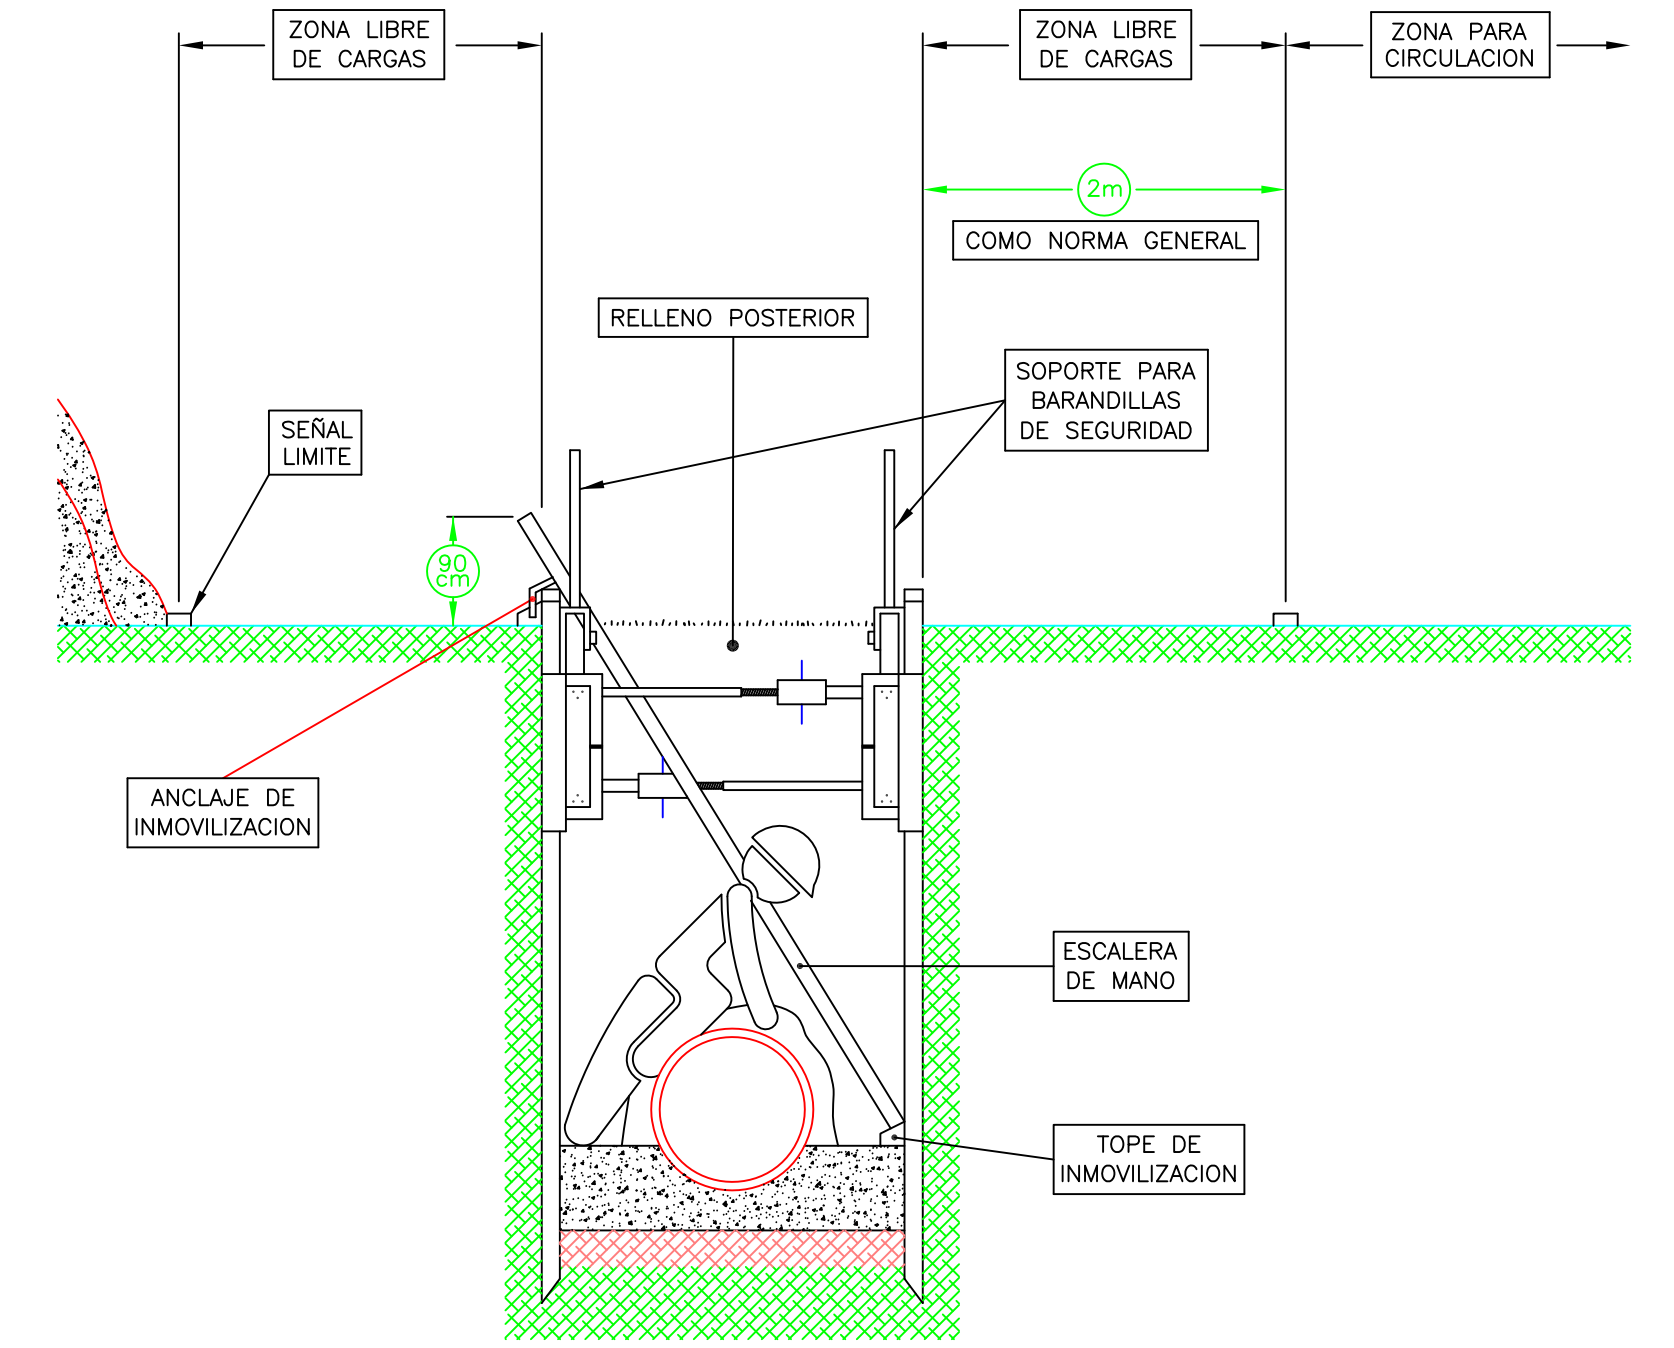 ZONA LIBRE
DE CARGAS
ZONA LIBRE
DE CARGAS
ZONA PARA
CIRCULACION
2m
COMO NORMA GENERAL
RELLENO POSTERIOR
SOPORTE PARA
BARANDILLAS
DE SEGURIDAD
SEÑAL
LIMITE
90
cm
ANCLAJE DE
INMOVILIZACION
ESCALERA
DE MANO
TOPE DE
INMOVILIZACION